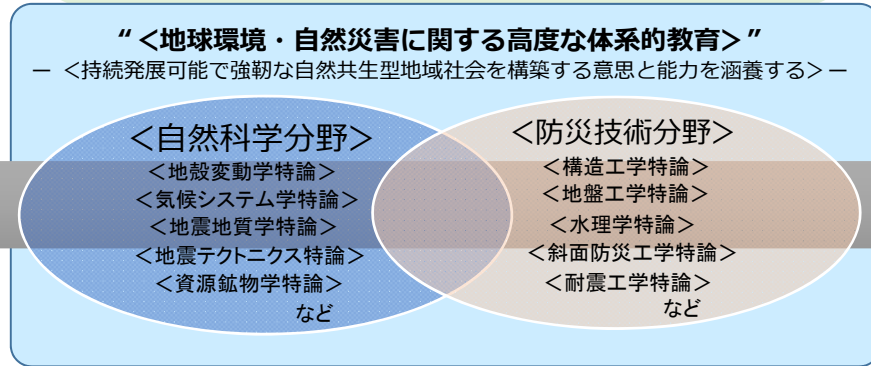 “＜地球環境・自然災害に関する高度な体系的教育＞”
－ ＜持続発展可能で強靭な自然共生型地域社会を構築する意思と能力を涵養する＞－
＜自然科学分野＞
＜地殻変動学特論＞
＜気候システム学特論＞
＜地震地質学特論＞
＜地震テクトニクス特論＞
＜資源鉱物学特論＞
など
＜防災技術分野＞
＜構造工学特論＞
＜地盤工学特論＞
＜水理学特論＞
＜斜面防災工学特論＞
＜耐震工学特論＞
など